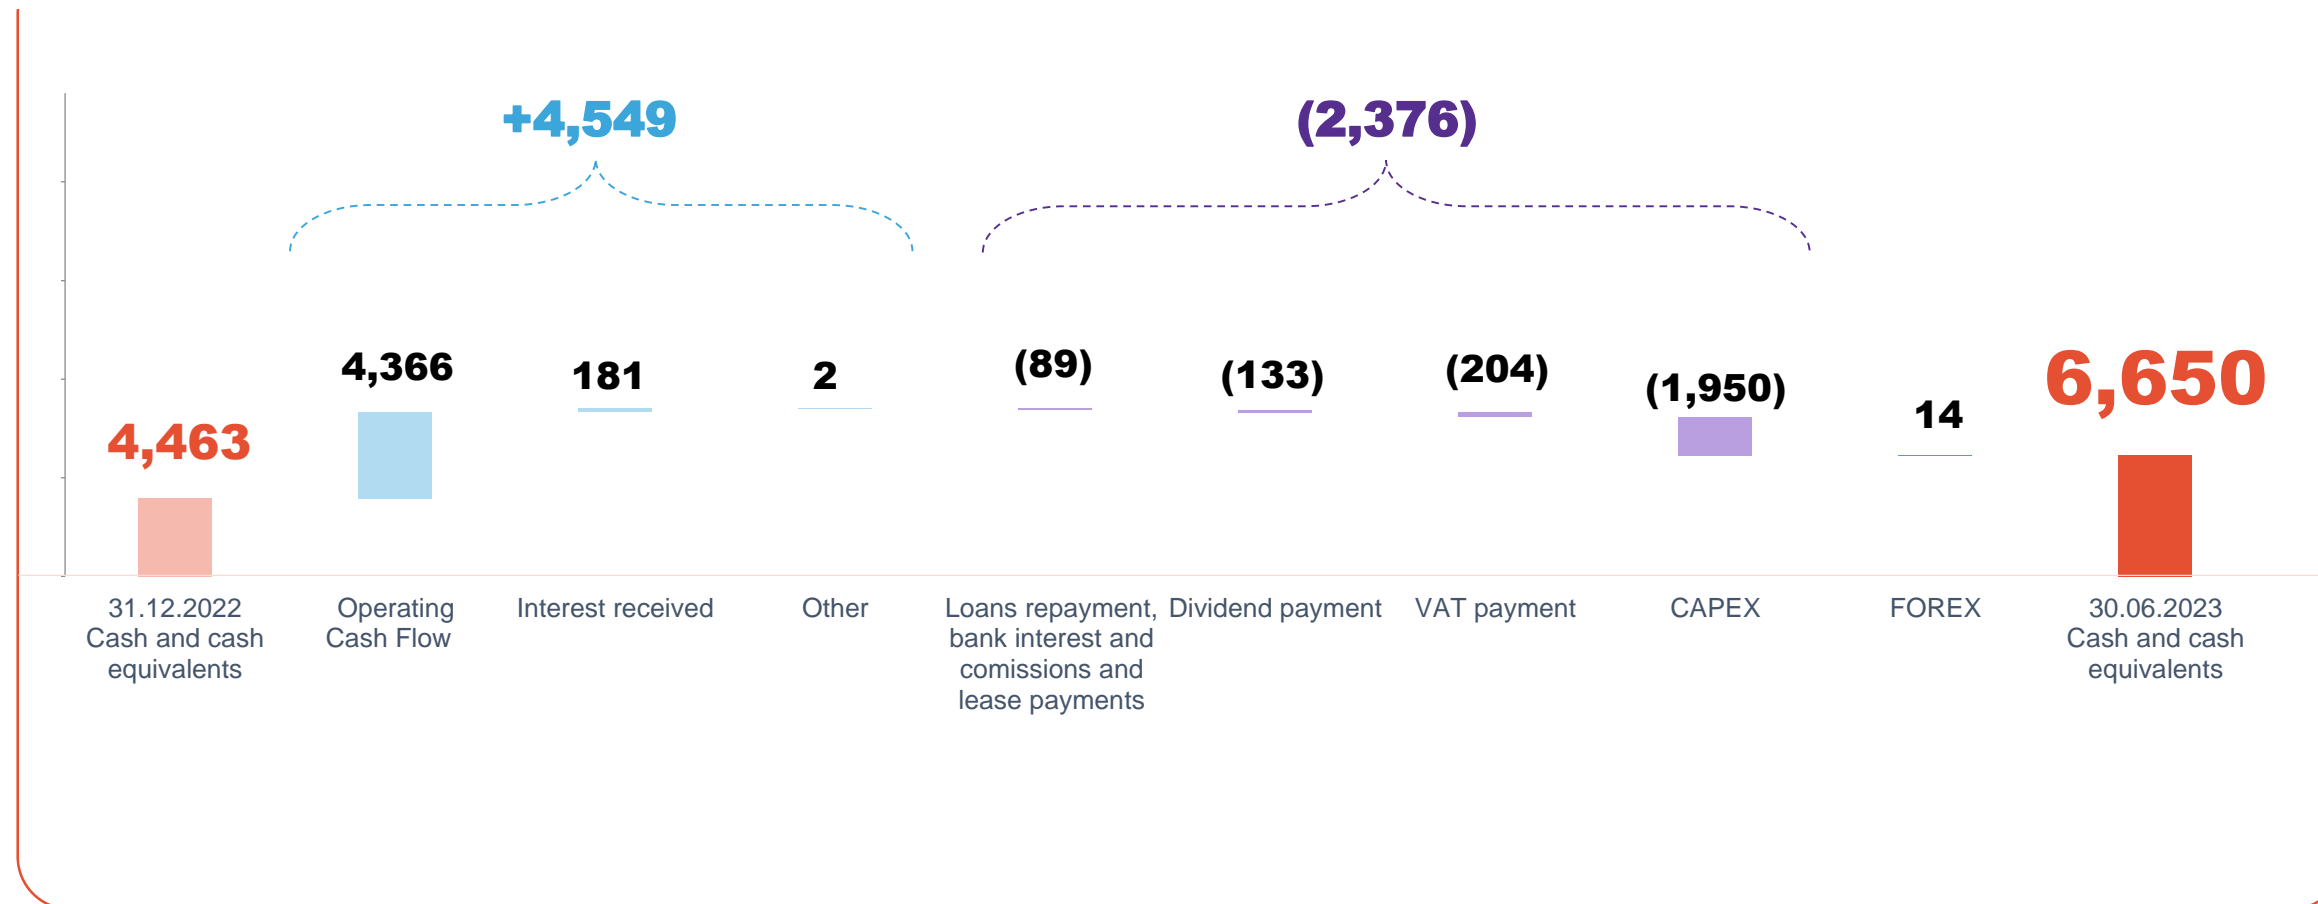 +4,549
(2,376)
4,463
4,366
181
2
(89)
(133)
(204)
(1,950)
14
6,650
31.12.2022
Cash and cash
equivalents
Operating
Cash Flow
Interest received
Other
Loans repayment,
bank interest and
comissions and
lease payments
Dividend payment
VAT payment
CAPEX
FOREX
30.06.2023
Cash and cash
equivalents